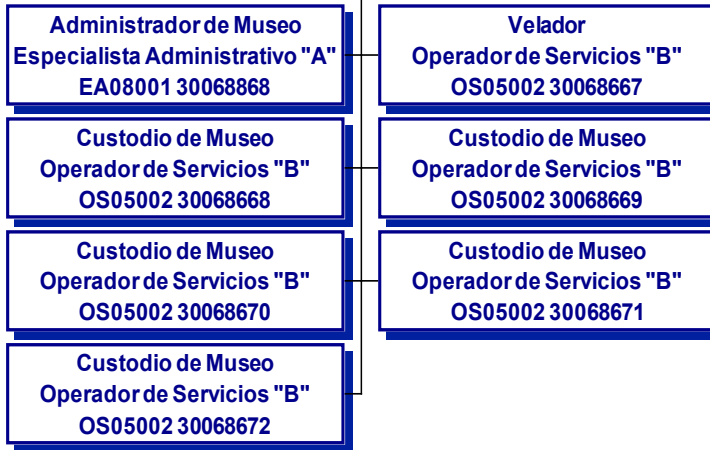 Administrador de Museo
Especialista Administrativo "A"
EA08001 30068868
Velador
Operador de Servicios "B"
OS05002 30068667
Custodio de Museo
Operador de Servicios "B"
OS05002 30068668
Custodio de Museo
Operador de Servicios "B"
OS05002 30068669
Custodio de Museo
Operador de Servicios "B"
OS05002 30068670
Custodio de Museo
Operador de Servicios "B"
OS05002 30068671
Custodio de Museo
Operador de Servicios "B"
OS05002 30068672